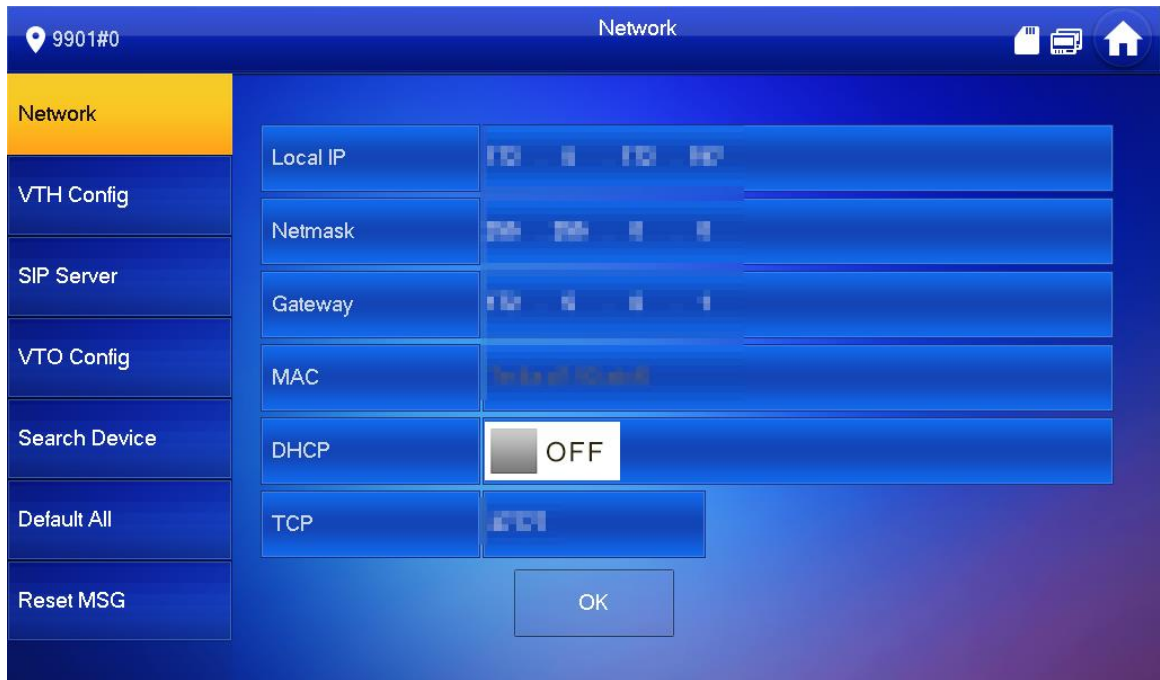 9901#0
Network
Network
VTH Config
SIP Server
VTO Config
Search Device
Default All
Reset MSG
Local IP
Netmask
Gateway
MAC
DHCP
OFF
TCP
OK